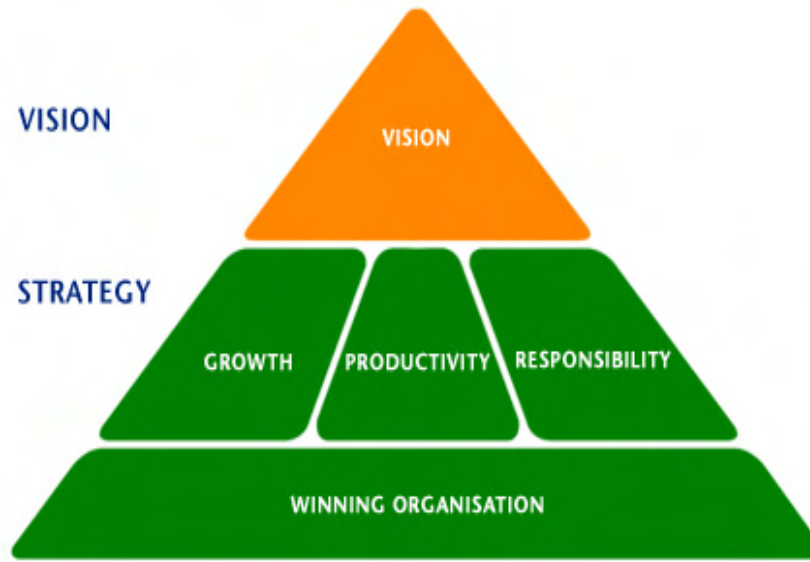 VISION
VISION
STRATEGY
GROWTH
PRODUCTIVITY
RESPONSIBILITY
WINNING ORGANISATION